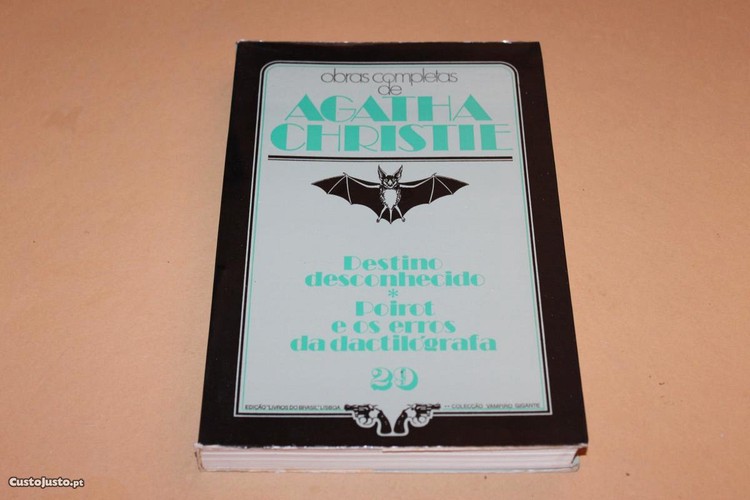 obras completas
de
AGATHA
CHRISTIE
Destino
desconhecido
*
Poirot
e os erros
da dactilógrafa
29
EDIÇÃO "LIVROS DO BRASIL" LISBOA
— COLECÇÃO VAMPIRO GIGANTE
CustoJusto.pt